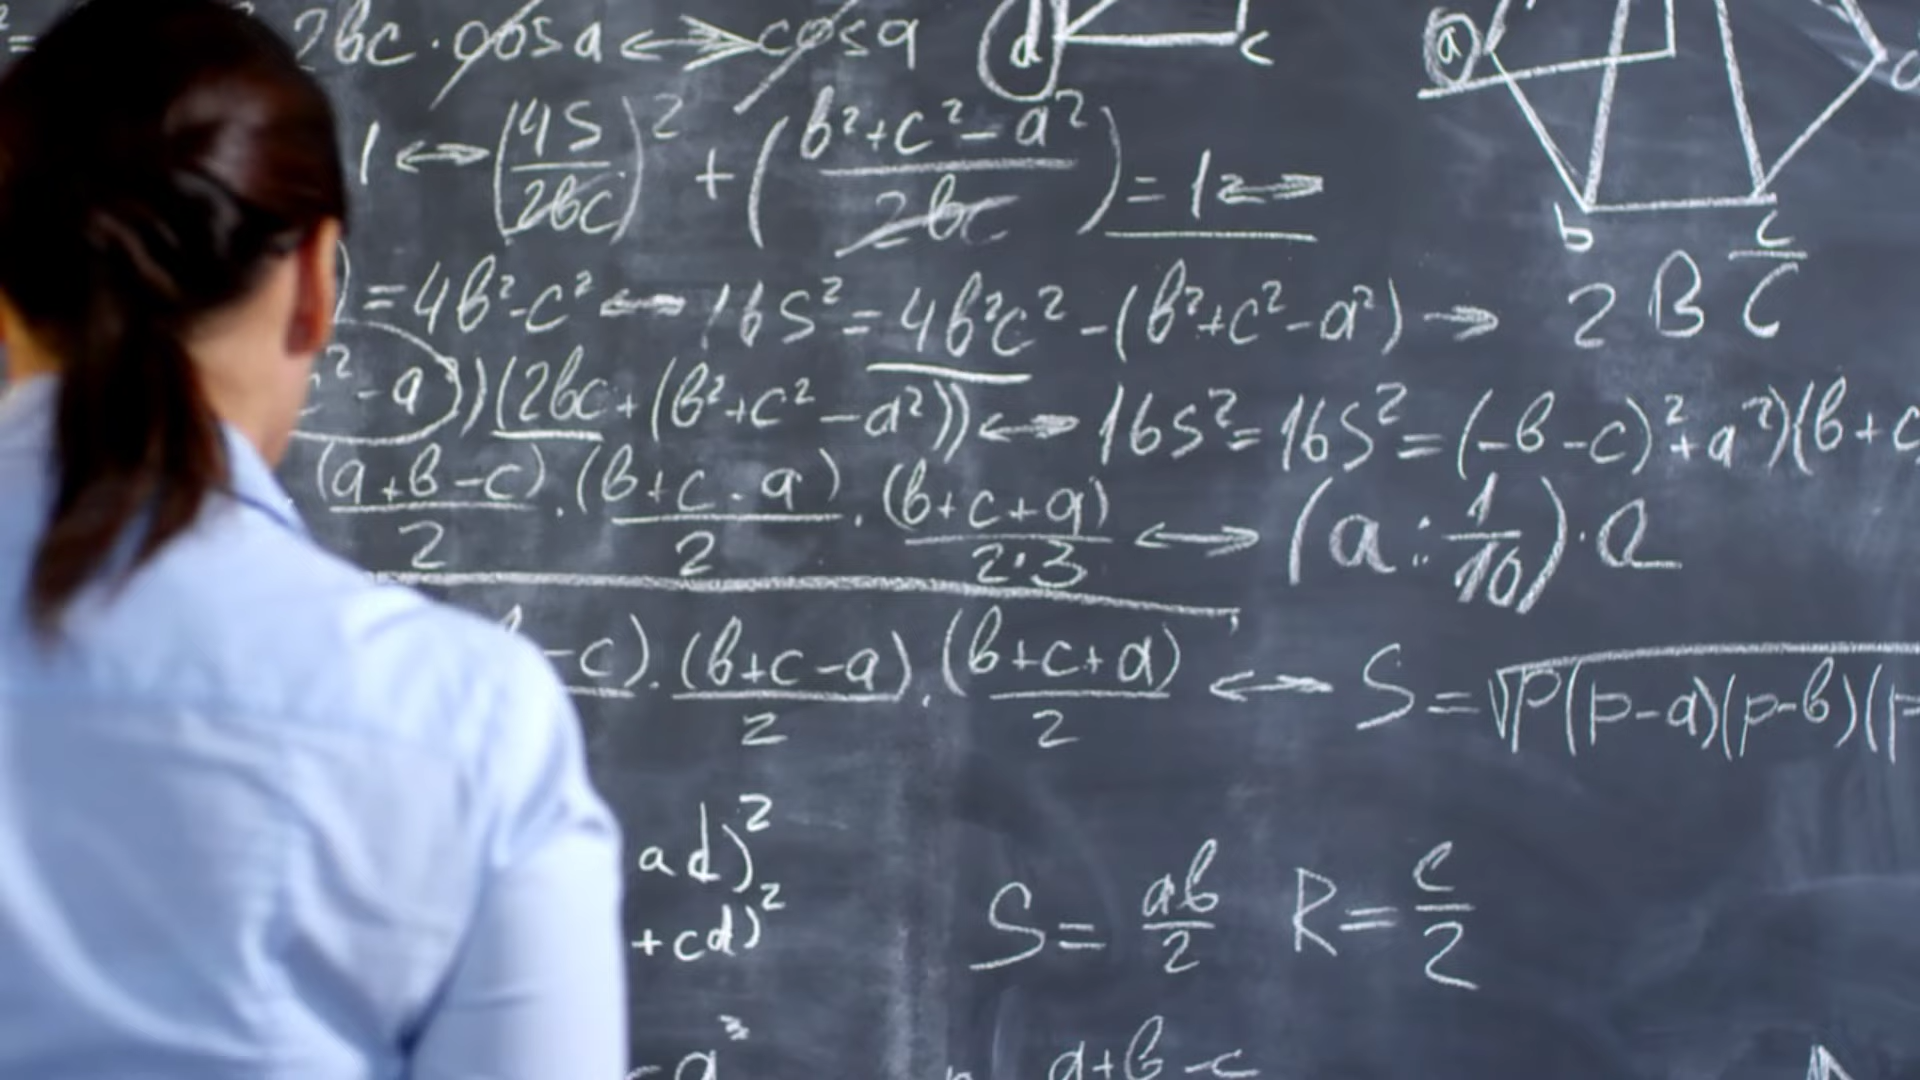 2bc · cos a ↔ cos a
d c
a
1 ↔ (4S/2bc)² + (b²+c²-a²/2bc) = 1 ↔
b c
) = 4b²-c² ↔ 16S² = 4b²c² - (b²+c²-a²) →
2 B C
² - a))(2bc + (b²+c²-a²)) ↔ 16S² = 16S² = (-b-c)²+a²)(b+c
(a+b-c)/2 · (b+c-a)/2 · (b+c+a)/2·3 ↔ (a : 1/10) · a
-c) · (b+c-a)/2 · (b+c+a)/2 ↔ S = √p(p-a)(p-b)(p
ad)²
+cd)²
S = ab/2 R = c/2
a³
a+b-c